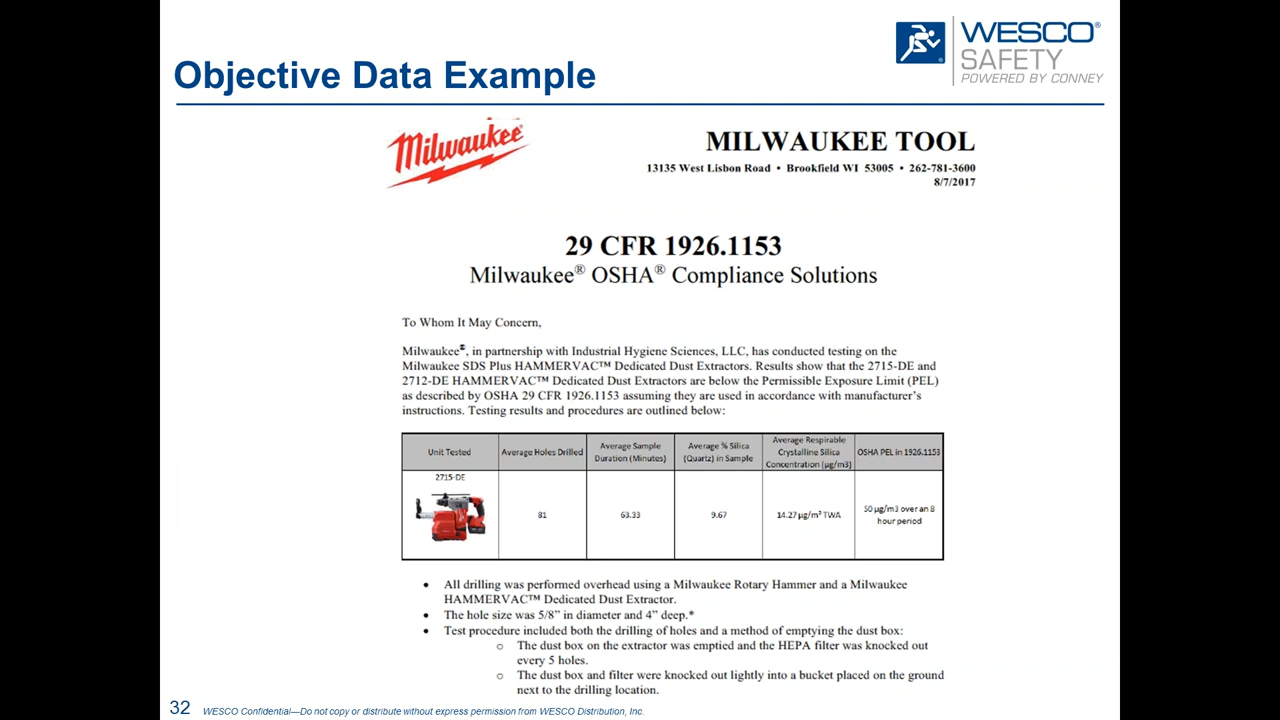 WESCO®
SAFETY
POWERED BY CONNEY
Objective Data Example
Milwaukee®
MILWAUKEE TOOL
13135 West Lisbon Road • Brookfield WI 53005 • 262-781-3600
8/7/2017
29 CFR 1926.1153
Milwaukee® OSHA® Compliance Solutions
To Whom It May Concern,
Milwaukee®, in partnership with Industrial Hygiene Sciences, LLC, has conducted testing on the
Milwaukee SDS Plus HAMMERVAC™ Dedicated Dust Extractors. Results show that the 2715-DE and
2712-DE HAMMERVAC™ Dedicated Dust Extractors are below the Permissible Exposure Limit (PEL)
as described by OSHA 29 CFR 1926.1153 assuming they are used in accordance with manufacturer's
instructions. Testing results and procedures are outlined below:
Unit Tested
Average Holes Drilled
Average Sample
Duration (Minutes)
Average % Silica
(Quartz) in Sample
Average Respirable
Crystalline Silica
Concentration (µg/m3)
OSHA PEL in 1926.1153
2715-DE
81
63.33
9.67
14.27 µg/m³ TWA
50 µg/m3 over an 8
hour period
• All drilling was performed overhead using a Milwaukee Rotary Hammer and a Milwaukee
HAMMERVAC™ Dedicated Dust Extractor.
• The hole size was 5/8" in diameter and 4" deep.*
• Test procedure included both the drilling of holes and a method of emptying the dust box:
o The dust box on the extractor was emptied and the HEPA filter was knocked out
every 5 holes.
o The dust box and filter were knocked out lightly into a bucket placed on the ground
next to the drilling location.
32 WESCO Confidential—Do not copy or distribute without express permission from WESCO Distribution, Inc.